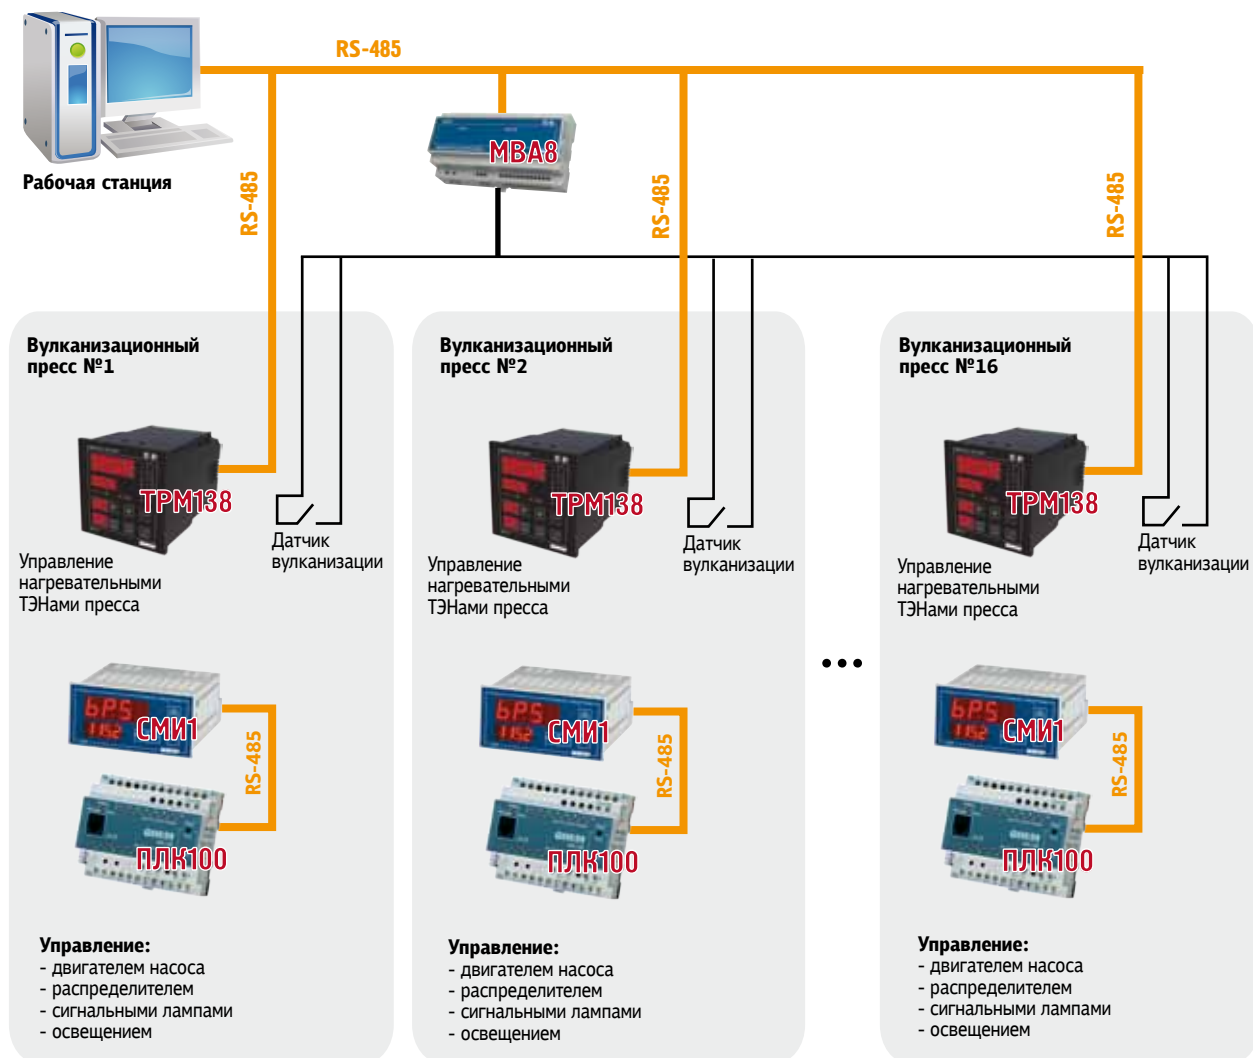 RS-485
МВА8
Рабочая станция
RS-485
RS-485
RS-485
Вулканизационный
пресс №1
ТРМ138
Управление
нагревательными
ТЭНами пресса
Датчик
вулканизации
СМИ1
RS-485
ПЛК100
Управление:
- двигателем насоса
- распределителем
- сигнальными лампами
- освещением
Вулканизационный
пресс №2
ТРМ138
Управление
нагревательными
ТЭНами пресса
Датчик
вулканизации
СМИ1
RS-485
ПЛК100
Управление:
- двигателем насоса
- распределителем
- сигнальными лампами
- освещением
...
Вулканизационный
пресс №16
ТРМ138
Управление
нагревательными
ТЭНами пресса
Датчик
вулканизации
СМИ1
RS-485
ПЛК100
Управление:
- двигателем насоса
- распределителем
- сигнальными лампами
- освещением